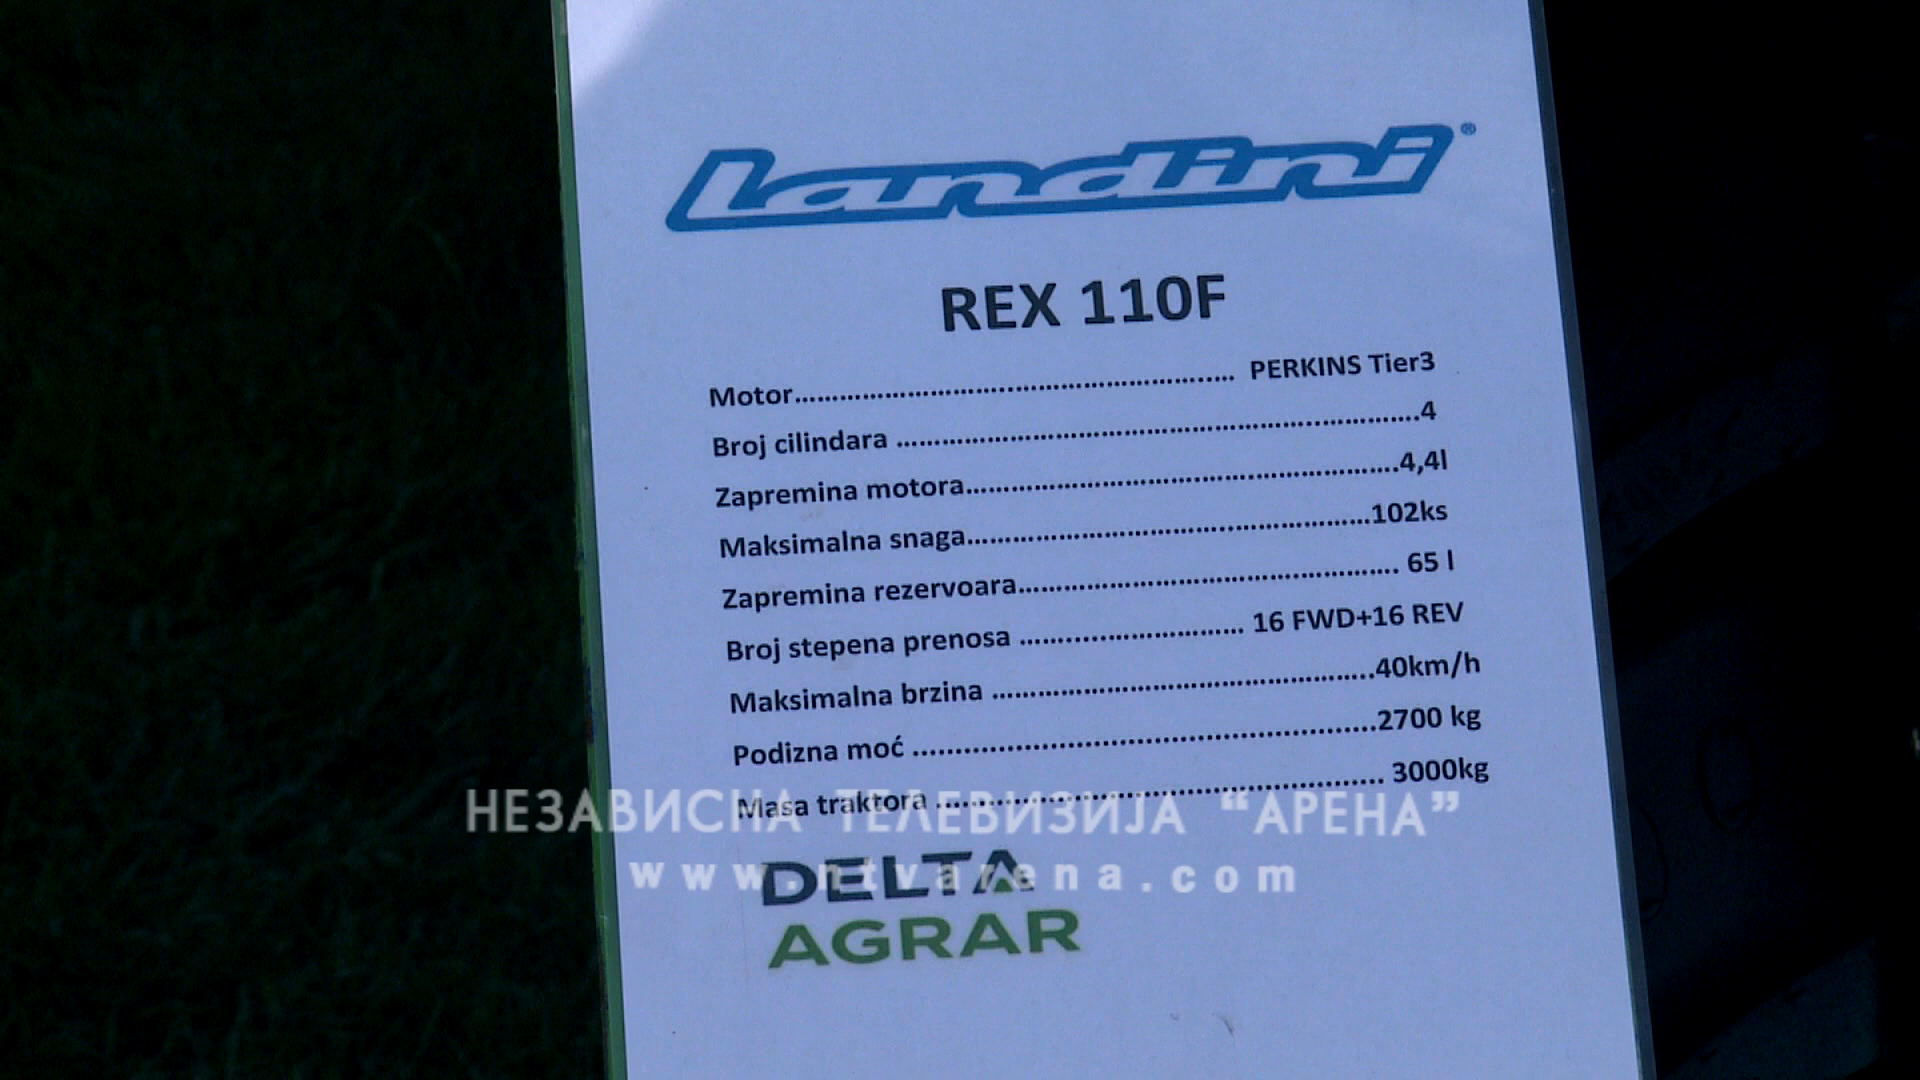 Landini®
REX 110F
Motor.......................................................... PERKINS Tier3
Broj cilindara .....................................................................4
Zapremina motora.........................................................4,4l
Maksimalna snaga.....................................................102ks
Zapremina rezervoara.................................................. 65 l
Broj stepena prenosa .............................. 16 FWD+16 REV
Maksimalna brzina ..................................................40km/h
Podizna moć .............................................................2700 kg
Masa traktora ........................................................... 3000kg
НЕЗАВИСНА ТЕЛЕВИЗИЈА “АРЕНА”
www.ntvarena.com
DELTA
AGRAR